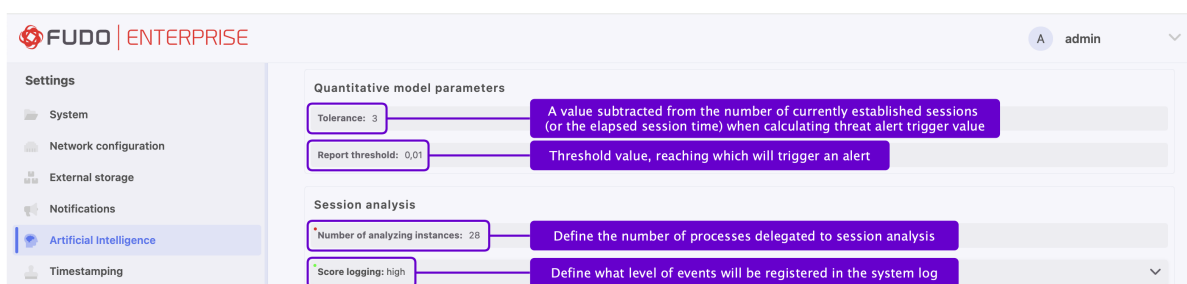 FUDO ENTERPRISE
A admin
Settings
System
Network configuration
External storage
Notifications
Artificial Intelligence
Timestamping
Quantitative model parameters
Tolerance: 3
A value subtracted from the number of currently established sessions
(or the elapsed session time) when calculating threat alert trigger value
Report threshold: 0,01
Threshold value, reaching which will trigger an alert
Session analysis
Number of analyzing instances: 28
Define the number of processes delegated to session analysis
Score logging: high
Define what level of events will be registered in the system log